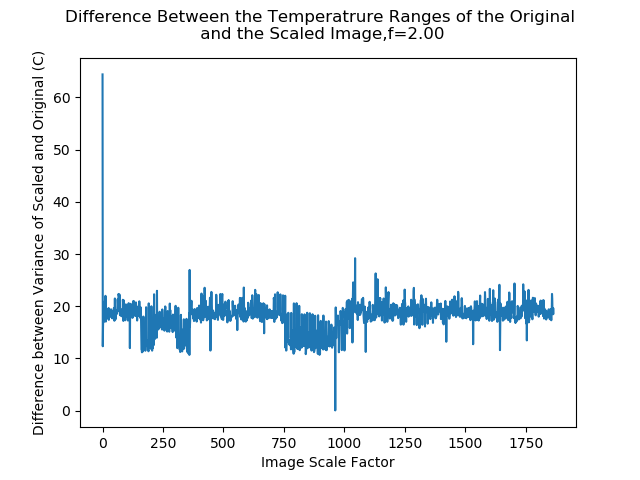 Difference Between the Temperatrure Ranges of the Original
and the Scaled Image,f=2.00
Difference between Variance of Scaled and Original (C)
60
50
40
30
20
10
0
0 250 500 750 1000 1250 1500 1750
Image Scale Factor